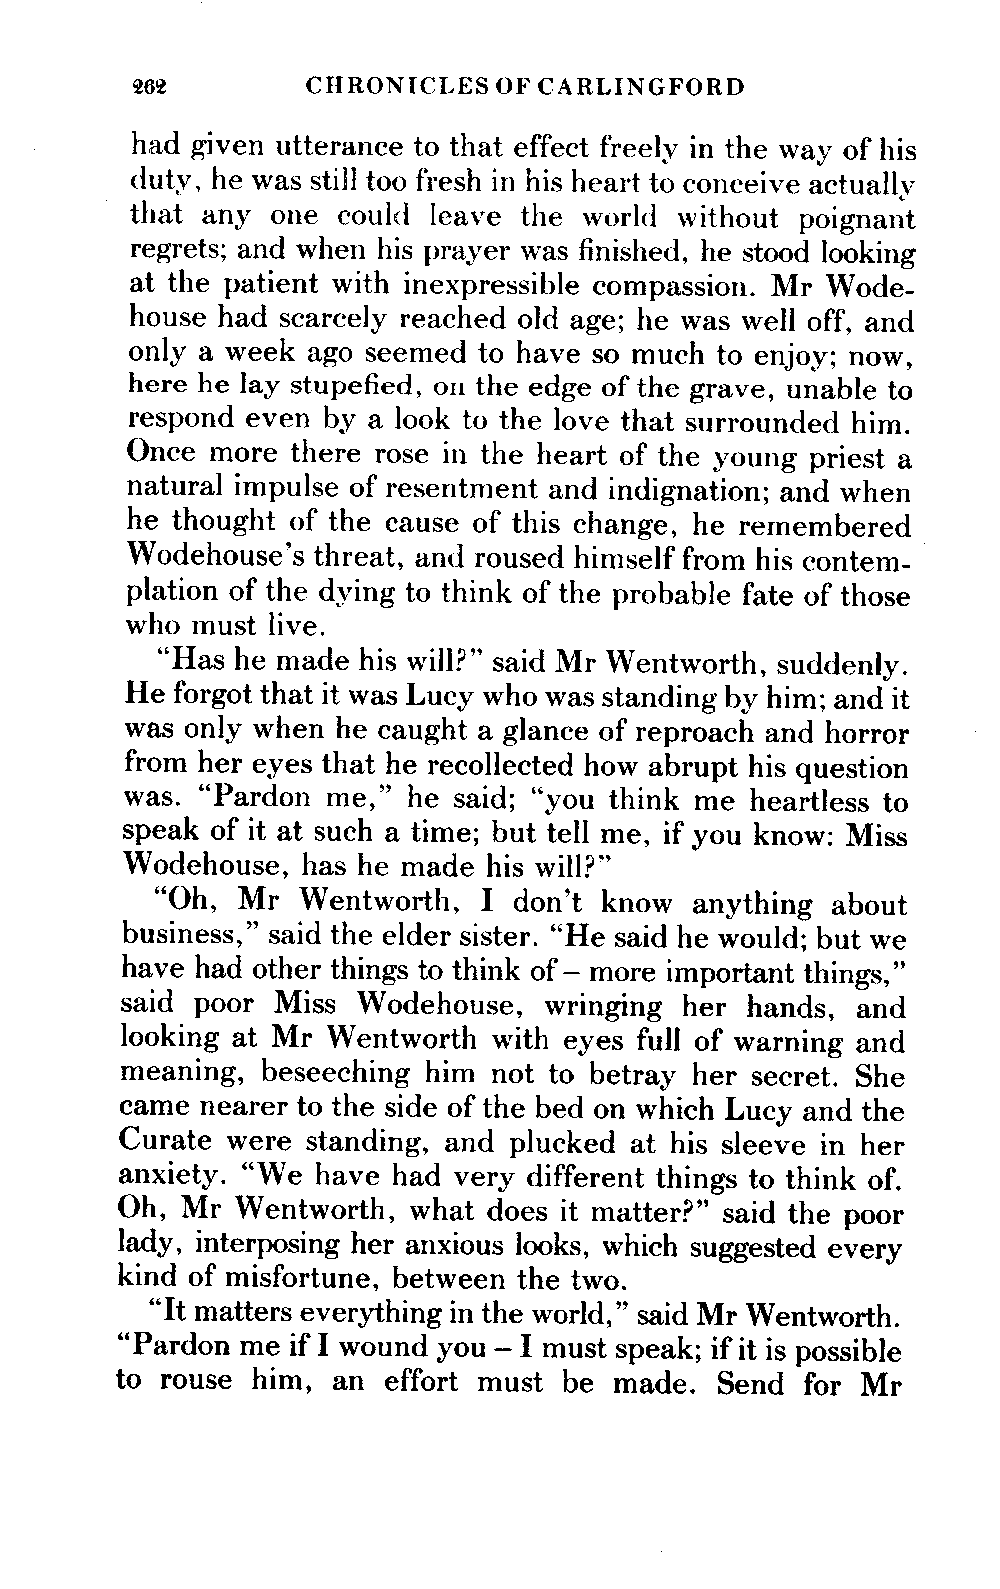 262 CHRONICLES OF CARLINGFORD
had given utterance to that effect freely in the way of his
duty, he was still too fresh in his heart to conceive actually
that any one could leave the world without poignant
regrets; and when his prayer was finished, he stood looking
at the patient with inexpressible compassion. Mr Wode-
house had scarcely reached old age; he was well off, and
only a week ago seemed to have so much to enjoy; now,
here he lay stupefied, on the edge of the grave, unable to
respond even by a look to the love that surrounded him.
Once more there rose in the heart of the young priest a
natural impulse of resentment and indignation; and when
he thought of the cause of this change, he remembered
Wodehouse's threat, and roused himself from his contem-
plation of the dying to think of the probable fate of those
who must live.
“Has he made his will?” said Mr Wentworth, suddenly.
He forgot that it was Lucy who was standing by him; and it
was only when he caught a glance of reproach and horror
from her eyes that he recollected how abrupt his question
was. “Pardon me,” he said; “you think me heartless to
speak of it at such a time; but tell me, if you know: Miss
Wodehouse, has he made his will?”
“Oh, Mr Wentworth, I don't know anything about
business,” said the elder sister. “He said he would; but we
have had other things to think of – more important things,”
said poor Miss Wodehouse, wringing her hands, and
looking at Mr Wentworth with eyes full of warning and
meaning, beseeching him not to betray her secret. She
came nearer to the side of the bed on which Lucy and the
Curate were standing, and plucked at his sleeve in her
anxiety. “We have had very different things to think of.
Oh, Mr Wentworth, what does it matter?” said the poor
lady, interposing her anxious looks, which suggested every
kind of misfortune, between the two.
“It matters everything in the world,” said Mr Wentworth.
“Pardon me if I wound you – I must speak; if it is possible
to rouse him, an effort must be made. Send for Mr